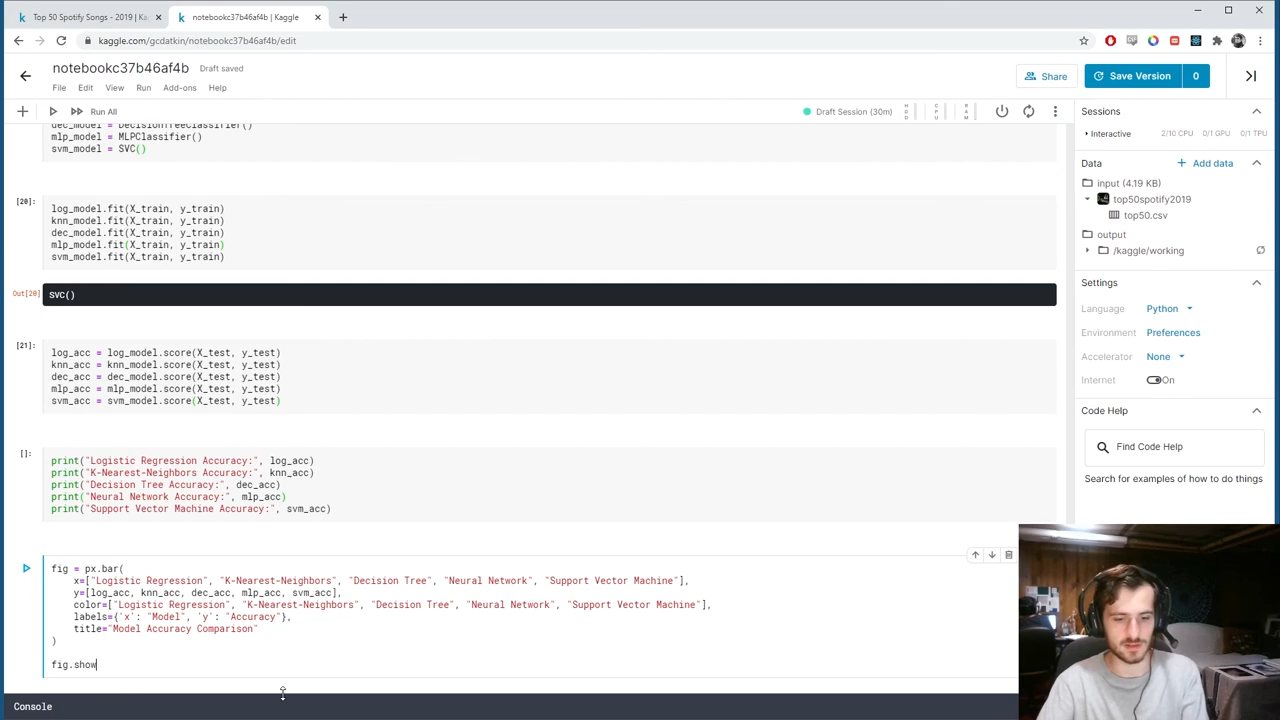 Top 50 Spotify Songs - 2019 | Ka
notebookc37b46af4b | Kaggle
kaggle.com/gcdatkin/notebookc37b46af4b/edit
notebookc37b46af4b Draft saved
File Edit View Run Add-ons Help
Share
Save Version 0
Run All
Draft Session (30m)
dec_model = DecisionTreeClassifier()
mlp_model = MLPClassifier()
svm_model = SVC()
[20]:
log_model.fit(X_train, y_train)
knn_model.fit(X_train, y_train)
dec_model.fit(X_train, y_train)
mlp_model.fit(X_train, y_train)
svm_model.fit(X_train, y_train)
Out[20]
SVC()
[21]:
log_acc = log_model.score(X_test, y_test)
knn_acc = knn_model.score(X_test, y_test)
dec_acc = dec_model.score(X_test, y_test)
mlp_acc = mlp_model.score(X_test, y_test)
svm_acc = svm_model.score(X_test, y_test)
[]:
print("Logistic Regression Accuracy:", log_acc)
print("K-Nearest-Neighbors Accuracy:", knn_acc)
print("Decision Tree Accuracy:", dec_acc)
print("Neural Network Accuracy:", mlp_acc)
print("Support Vector Machine Accuracy:", svm_acc)
fig = px.bar(
x=["Logistic Regression", "K-Nearest-Neighbors", "Decision Tree", "Neural Network", "Support Vector Machine"],
y=[log_acc, knn_acc, dec_acc, mlp_acc, svm_acc],
color=["Logistic Regression", "K-Nearest-Neighbors", "Decision Tree", "Neural Network", "Support Vector Machine"],
labels={'x': "Model", 'y': "Accuracy"},
title="Model Accuracy Comparison"
)
fig.show
Console
Sessions
Interactive 2/10 CPU 0/1 GPU 0/1 TPU
Data
Add data
input (4.19 KB)
top50spotify2019
top50.csv
output
/kaggle/working
Settings
Language Python
Environment Preferences
Accelerator None
Internet On
Code Help
Find Code Help
Search for examples of how to do things